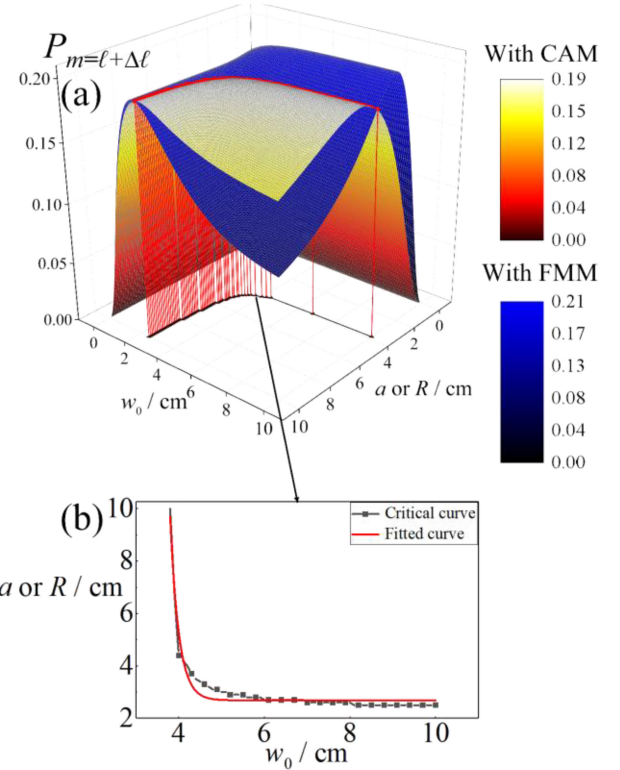 P m=ℓ+Δℓ
(a)
0.20
0.15
0.10
0.05
0.00
0 2 4 6 8 10
w₀ / cm
0 2 4 6 8 10
a or R / cm
With CAM
0.19
0.15
0.12
0.08
0.04
0.00
With FMM
0.21
0.17
0.13
0.08
0.04
0.00
(b)
Critical curve
Fitted curve
10
8
6
4
2
a or R / cm
4 6 8 10
w₀ / cm